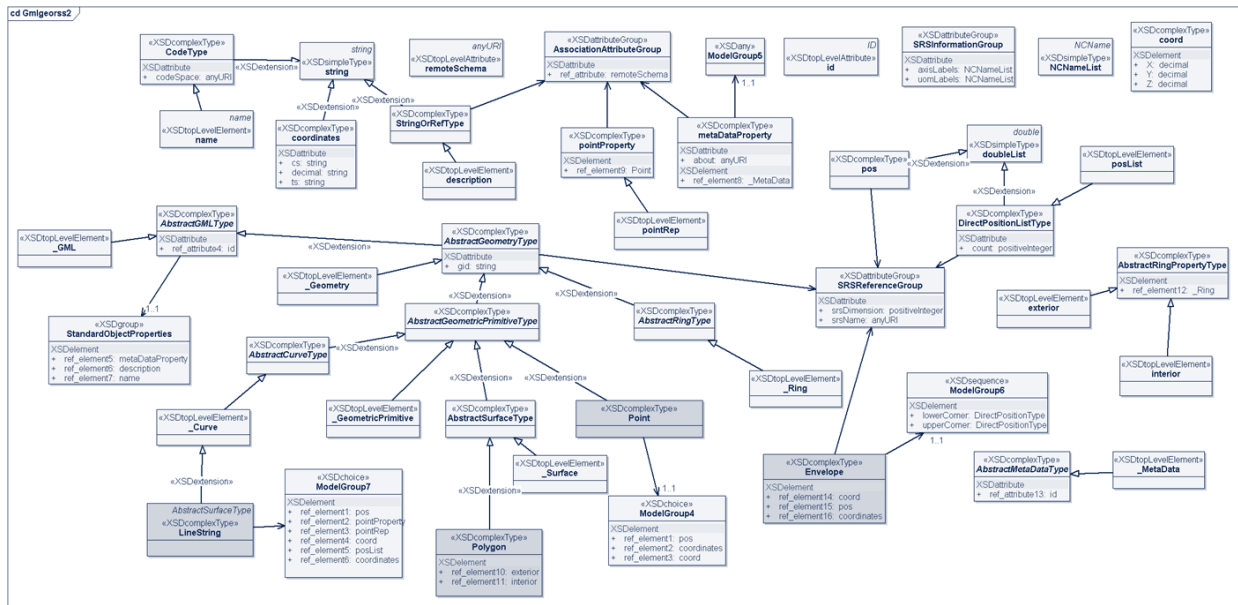 cd Gmlgeorss2
«XSDcomplexType»
CodeType
XSDattribute
+ codeSpace: anyURI
«XSDextension»
string
«XSDsimpleType»
string
anyURI
«XSDtopLevelAttribute»
remoteSchema
«XSDattributeGroup»
AssociationAttributeGroup
XSDattribute
+ ref_attribute: remoteSchema
«XSDany»
ModelGroup5
1..1
ID
«XSDtopLevelAttribute»
id
«XSDattributeGroup»
SRSInformationGroup
XSDattribute
+ axisLabels: NCNameList
+ uomLabels: NCNameList
NCName
«XSDsimpleType»
NCNameList
«XSDcomplexType»
coord
XSDelement
+ X: decimal
+ Y: decimal
+ Z: decimal
«XSDextension»
«XSDextension»
name
«XSDtopLevelElement»
name
«XSDcomplexType»
coordinates
XSDattribute
+ cs: string
+ decimal: string
+ ts: string
«XSDcomplexType»
StringOrRefType
«XSDtopLevelElement»
description
«XSDcomplexType»
pointProperty
XSDelement
+ ref_element9: Point
«XSDcomplexType»
metaDataProperty
XSDattribute
+ about: anyURI
XSDelement
+ ref_element8: _MetaData
«XSDtopLevelElement»
pointRep
«XSDcomplexType»
pos
«XSDextension»
double
«XSDsimpleType»
doubleList
«XSDextension»
«XSDtopLevelElement»
posList
«XSDcomplexType»
DirectPositionListType
XSDattribute
+ count: positiveInteger
«XSDtopLevelElement»
_GML
«XSDcomplexType»
AbstractGMLType
XSDattribute
+ ref_attribute4: id
«XSDextension»
«XSDcomplexType»
AbstractGeometryType
XSDattribute
+ gid: string
«XSDtopLevelElement»
_Geometry
«XSDattributeGroup»
SRSReferenceGroup
XSDattribute
+ srsDimension: positiveInteger
+ srsName: anyURI
«XSDcomplexType»
AbstractRingPropertyType
XSDelement
+ ref_element12: _Ring
«XSDtopLevelElement»
exterior
«XSDtopLevelElement»
interior
1..1
«XSDgroup»
StandardObjectProperties
XSDelement
+ ref_element5: metaDataProperty
+ ref_element6: description
+ ref_element7: name
«XSDextension»
«XSDextension»
«XSDcomplexType»
AbstractGeometricPrimitiveType
«XSDcomplexType»
AbstractRingType
«XSDcomplexType»
AbstractCurveType
«XSDextension»
«XSDextension»
«XSDextension»
«XSDtopLevelElement»
_Ring
«XSDtopLevelElement»
_Curve
«XSDtopLevelElement»
_GeometricPrimitive
«XSDcomplexType»
AbstractSurfaceType
«XSDcomplexType»
Point
«XSDsequence»
ModelGroup6
XSDelement
+ lowerCorner: DirectPositionType
+ upperCorner: DirectPositionType
1..1
«XSDextension»
«XSDtopLevelElement»
_Surface
«XSDextension»
«XSDcomplexType»
Envelope
XSDelement
+ ref_element14: coord
+ ref_element15: pos
+ ref_element16: coordinates
«XSDcomplexType»
AbstractMetaDataType
XSDattribute
+ ref_attribute13: id
«XSDtopLevelElement»
_MetaData
AbstractSurfaceType
«XSDcomplexType»
LineString
«XSDchoice»
ModelGroup7
XSDelement
+ ref_element1: pos
+ ref_element2: pointProperty
+ ref_element3: pointRep
+ ref_element4: coord
+ ref_element5: posList
+ ref_element6: coordinates
«XSDcomplexType»
Polygon
XSDelement
+ ref_element10: exterior
+ ref_element11: interior
1..1
«XSDchoice»
ModelGroup4
XSDelement
+ ref_element1: pos
+ ref_element2: coordinates
+ ref_element3: coord